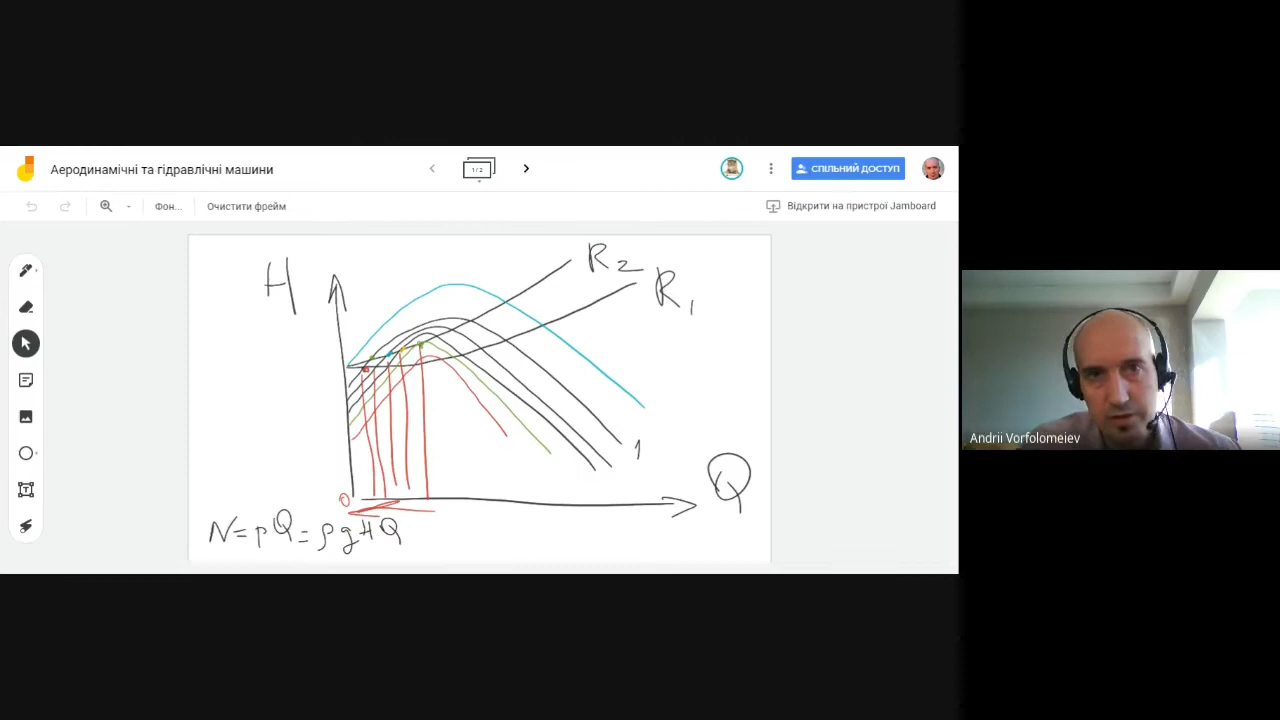 Аеродинамічні та гідравлічні машини
1 / 2
СПІЛЬНИЙ ДОСТУП
Фон...
Очистити фрейм
Відкрити на пристрої Jamboard
H
R2
R1
1
Q
0
N = pQ = ρgHQ
Andrii Vorfolomeiev